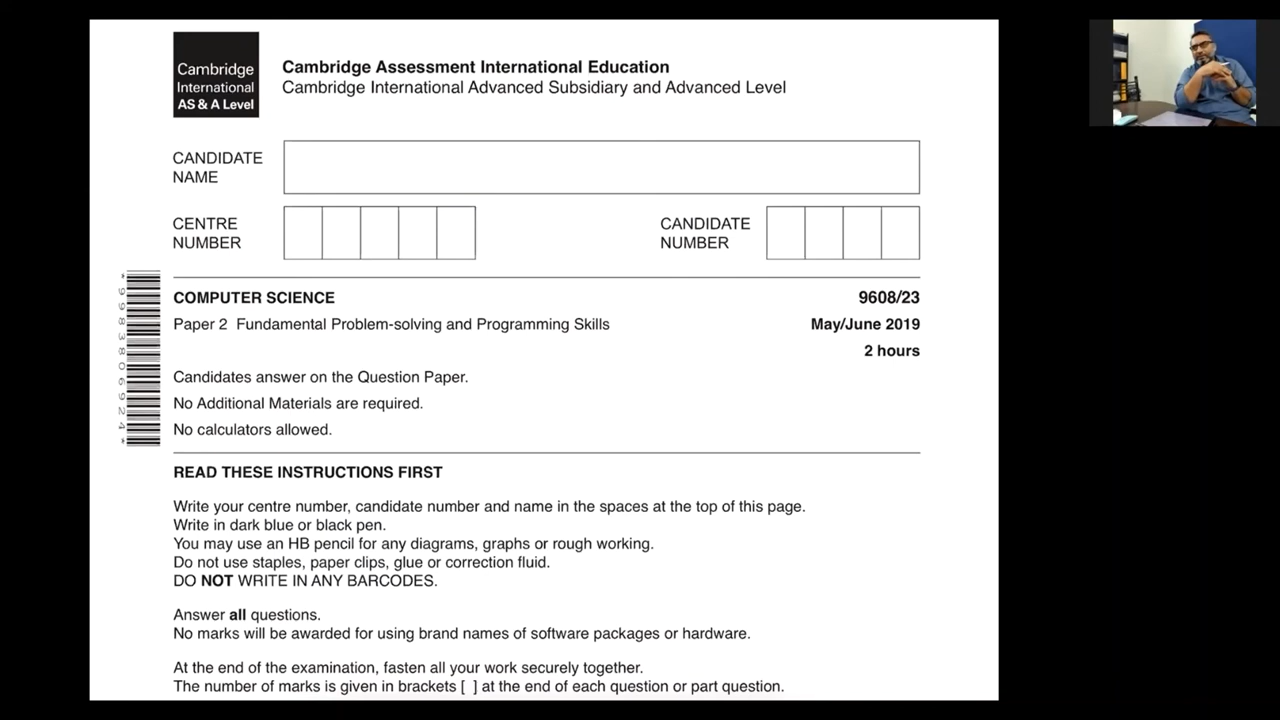 Cambridge
International
AS & A Level
Cambridge Assessment International Education
Cambridge International Advanced Subsidiary and Advanced Level
CANDIDATE
NAME
CENTRE
NUMBER
CANDIDATE
NUMBER
*9983806924*
COMPUTER SCIENCE 9608/23
Paper 2 Fundamental Problem-solving and Programming Skills May/June 2019
2 hours
Candidates answer on the Question Paper.
No Additional Materials are required.
No calculators allowed.
READ THESE INSTRUCTIONS FIRST
Write your centre number, candidate number and name in the spaces at the top of this page.
Write in dark blue or black pen.
You may use an HB pencil for any diagrams, graphs or rough working.
Do not use staples, paper clips, glue or correction fluid.
DO NOT WRITE IN ANY BARCODES.
Answer all questions.
No marks will be awarded for using brand names of software packages or hardware.
At the end of the examination, fasten all your work securely together.
The number of marks is given in brackets [ ] at the end of each question or part question.